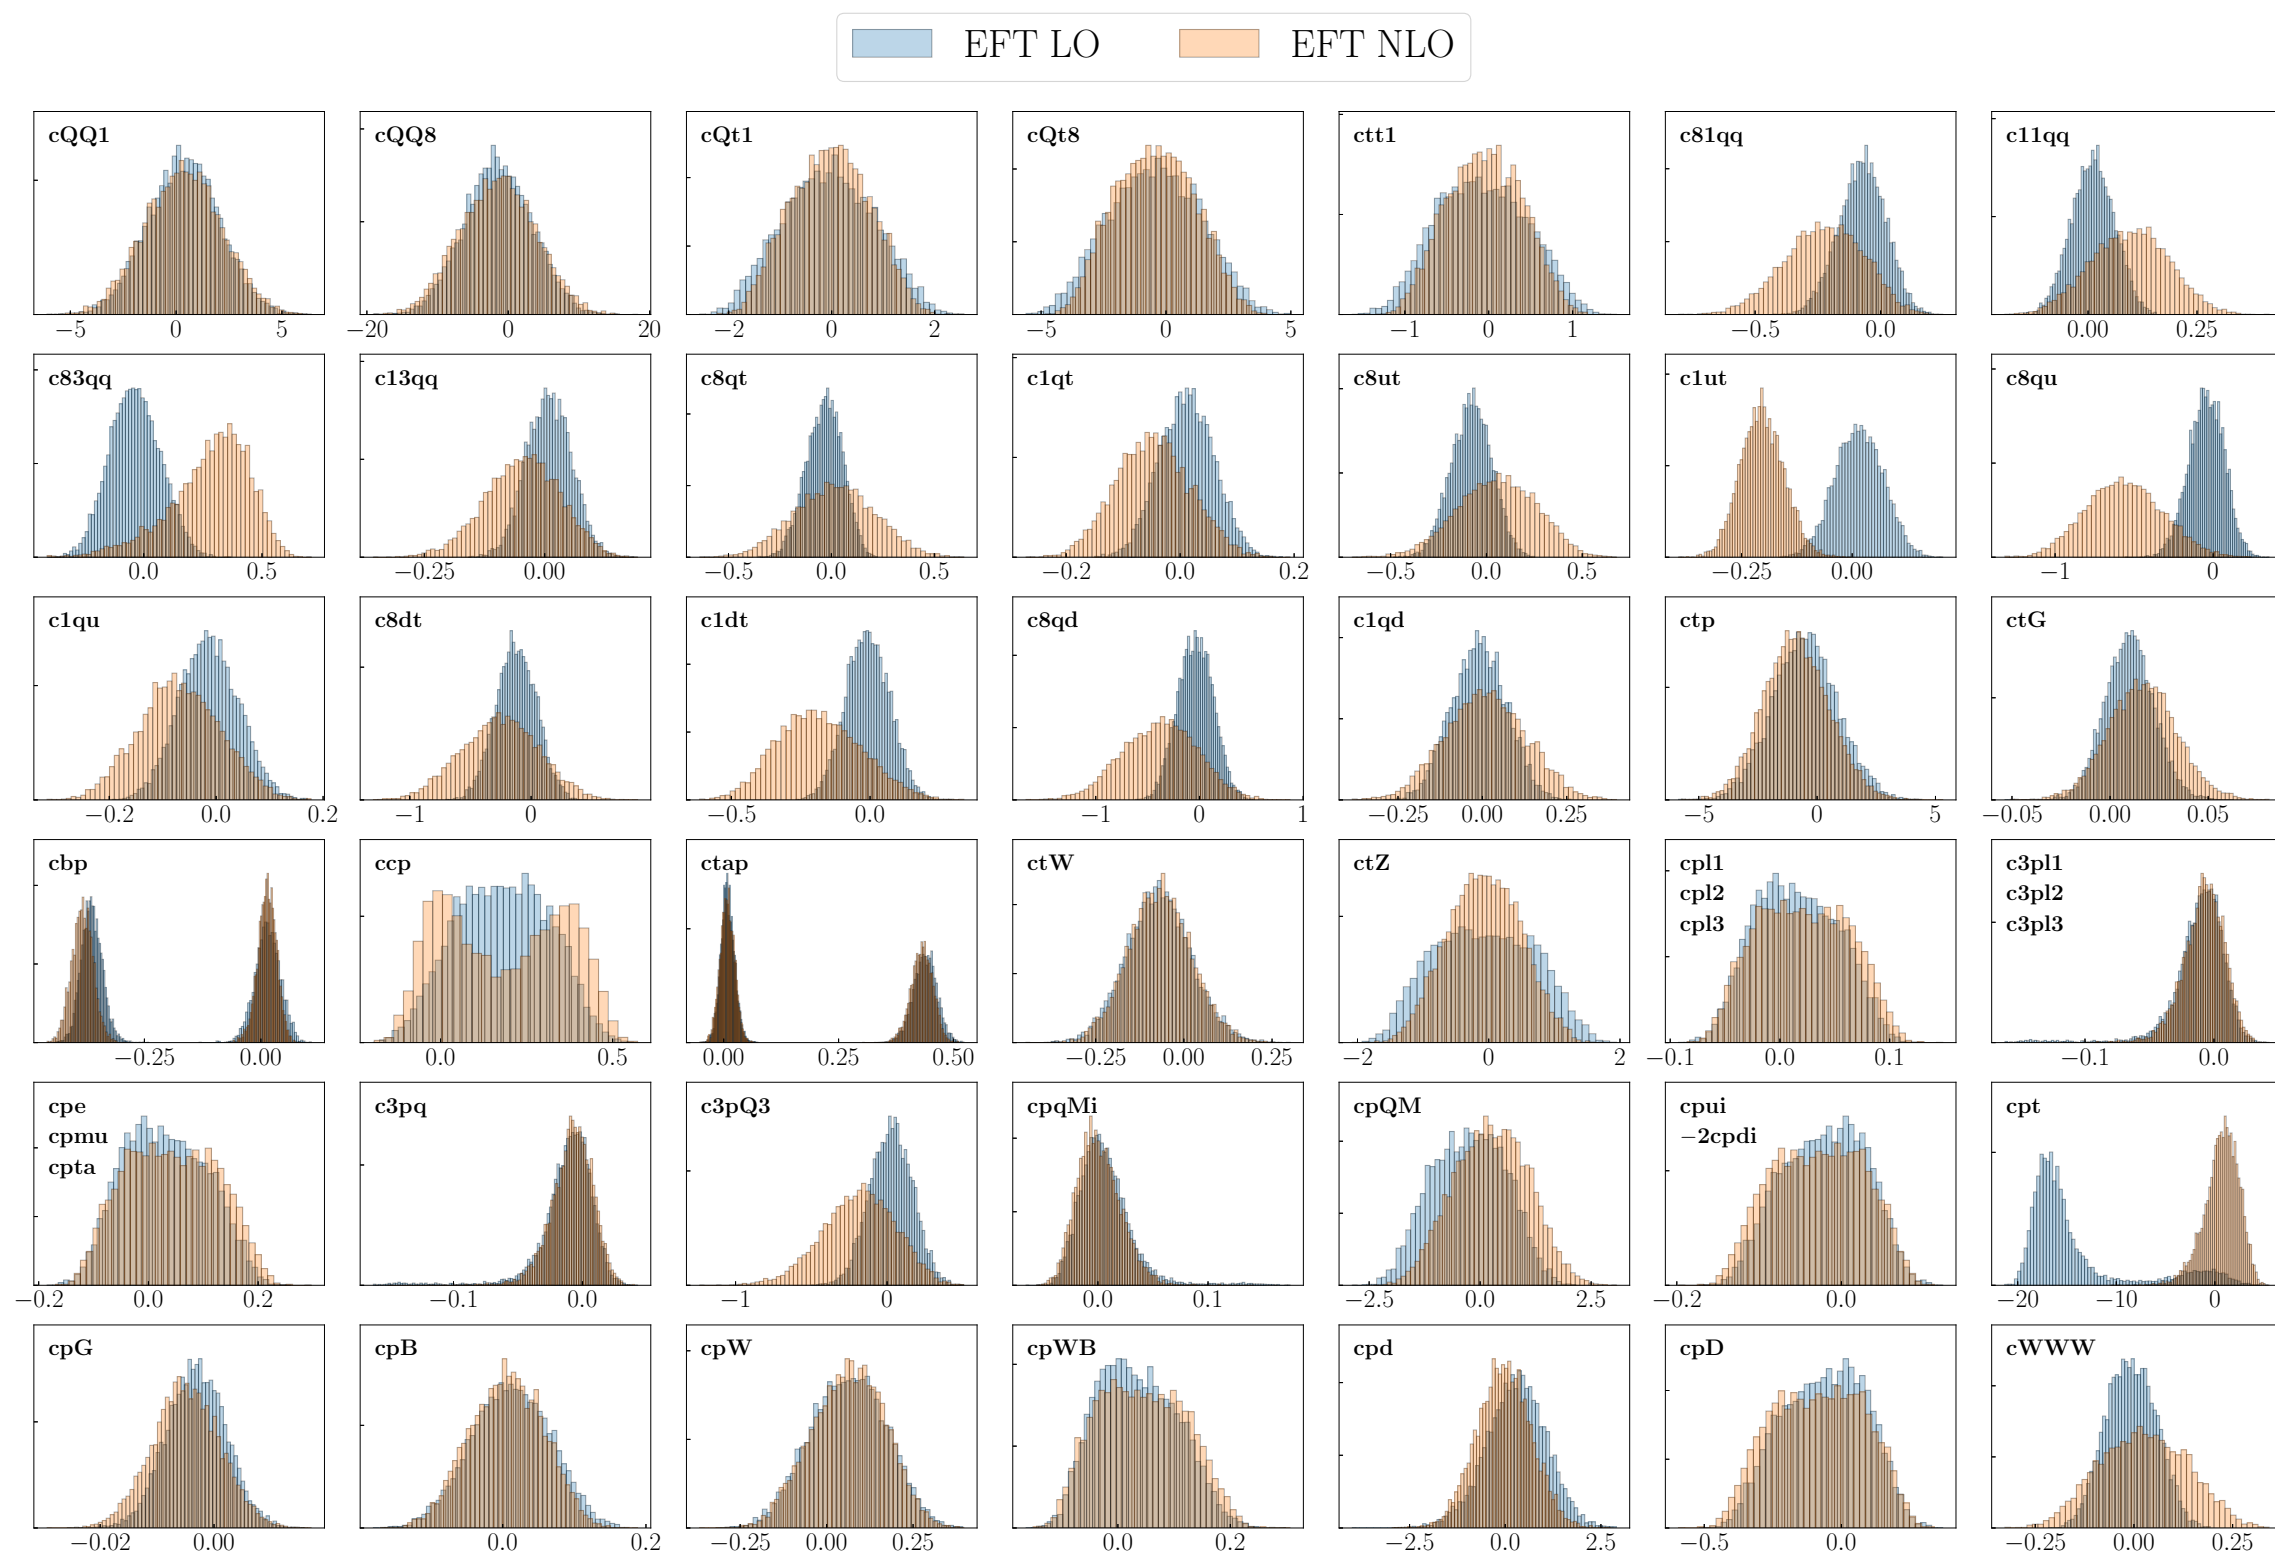 EFT LO EFT NLO
cQQ1 cQQ8 cQt1 cQt8 ctt1 c81qq c11qq
−5 0 5 −20 0 20 −2 0 2 −5 0 5 −1 0 1 −0.5 0.0 0.00 0.25
c83qq c13qq c8qt c1qt c8ut c1ut c8qu
0.0 0.5 −0.25 0.00 −0.5 0.0 0.5 −0.2 0.0 0.2 −0.5 0.0 0.5 −0.25 0.00 −1 0
c1qu c8dt c1dt c8qd c1qd ctp ctG
−0.2 0.0 0.2 −1 0 −0.5 0.0 −1 0 1 −0.25 0.00 0.25 −5 0 5 −0.05 0.00 0.05
cbp ccp ctap ctW ctZ cpl1 c3pl1
cpl2 c3pl2
cpl3 c3pl3
−0.25 0.00 0.0 0.5 0.00 0.25 0.50 −0.25 0.00 0.25 −2 0 2 −0.1 0.0 0.1 −0.1 0.0
cpe c3pq c3pQ3 cpqMi cpQM cpui cpt
cpmu −2cpdi
cpta
−0.2 0.0 0.2 −0.1 0.0 −1 0 0.0 0.1 −2.5 0.0 2.5 −0.2 0.0 −20 −10 0
cpG cpB cpW cpWB cpd cpD cWWW
−0.02 0.00 0.0 0.2 −0.25 0.00 0.25 0.0 0.2 −2.5 0.0 2.5 −0.5 0.0 −0.25 0.00 0.25